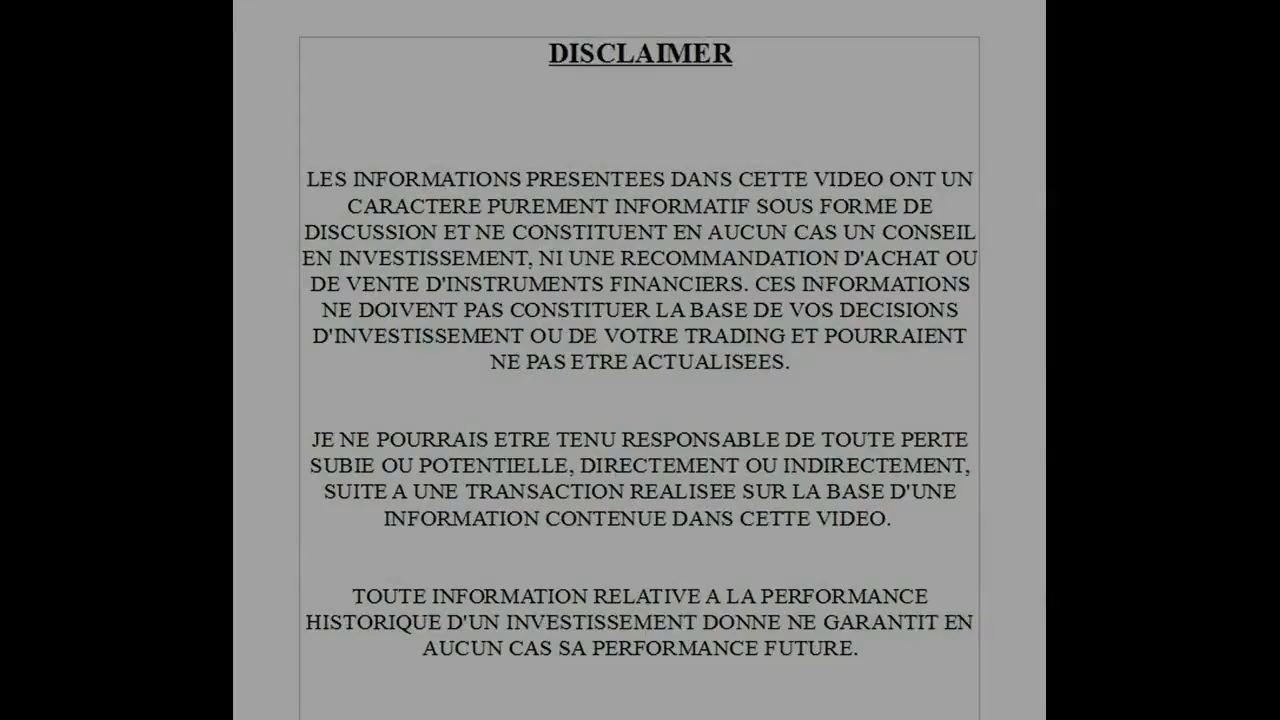 DISCLAIMER
LES INFORMATIONS PRESENTEES DANS CETTE VIDEO ONT UN
CARACTERE PUREMENT INFORMATIF SOUS FORME DE
DISCUSSION ET NE CONSTITUENT EN AUCUN CAS UN CONSEIL
EN INVESTISSEMENT, NI UNE RECOMMANDATION D'ACHAT OU
DE VENTE D'INSTRUMENTS FINANCIERS. CES INFORMATIONS
NE DOIVENT PAS CONSTITUER LA BASE DE VOS DECISIONS
D'INVESTISSEMENT OU DE VOTRE TRADING ET POURRAIENT
NE PAS ETRE ACTUALISEES.
JE NE POURRAIS ETRE TENU RESPONSABLE DE TOUTE PERTE
SUBIE OU POTENTIELLE, DIRECTEMENT OU INDIRECTEMENT,
SUITE A UNE TRANSACTION REALISEE SUR LA BASE D'UNE
INFORMATION CONTENUE DANS CETTE VIDEO.
TOUTE INFORMATION RELATIVE A LA PERFORMANCE
HISTORIQUE D'UN INVESTISSEMENT DONNE NE GARANTIT EN
AUCUN CAS SA PERFORMANCE FUTURE.